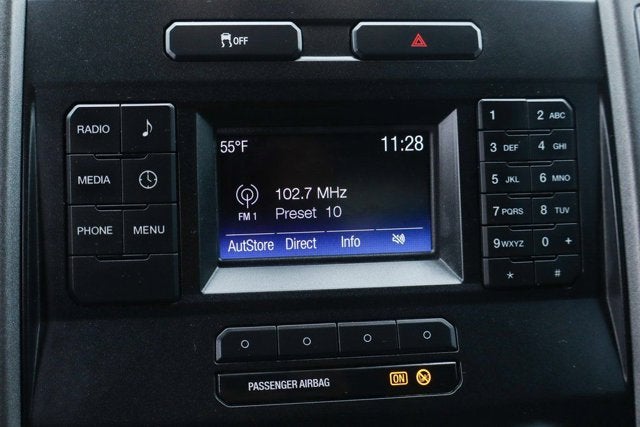 OFF
RADIO
MEDIA
PHONE MENU
55°F 11:28
102.7 MHz
FM 1 Preset 10
AutStore Direct Info
1 2 ABC
3 DEF 4 GHI
5 JKL 6 MNO
7 PQRS 8 TUV
9 WXYZ 0 +
* #
PASSENGER AIRBAG ON